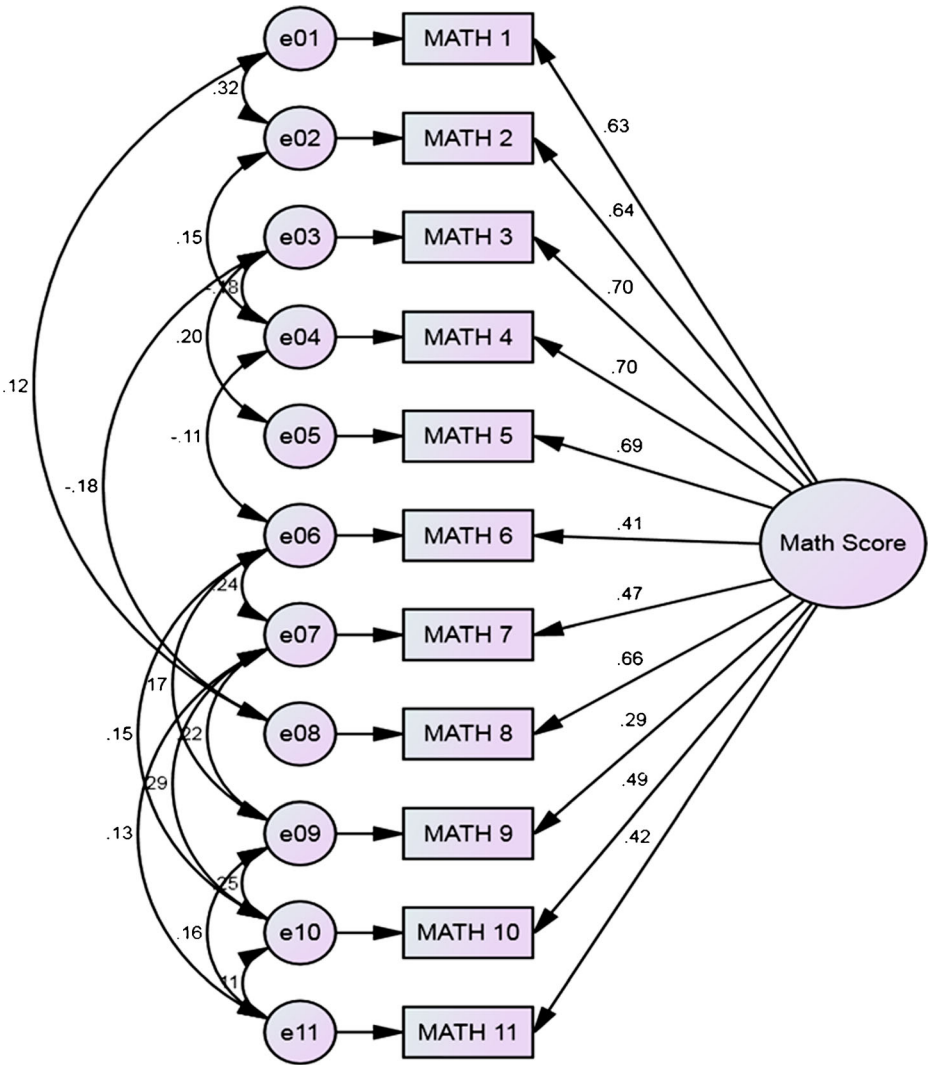 e01 MATH 1
.32
.63
e02 MATH 2
.64
.15
e03 MATH 3
-.18
.70
.20
e04 MATH 4
.70
.12
-.11
e05 MATH 5
.69
-.18
e06 MATH 6
.41
Math Score
.24
.47
e07 MATH 7
.66
.17
.15
.22
e08 MATH 8
.29
.29
.49
.13
e09 MATH 9
.42
.25
.16
e10 MATH 10
.11
e11 MATH 11